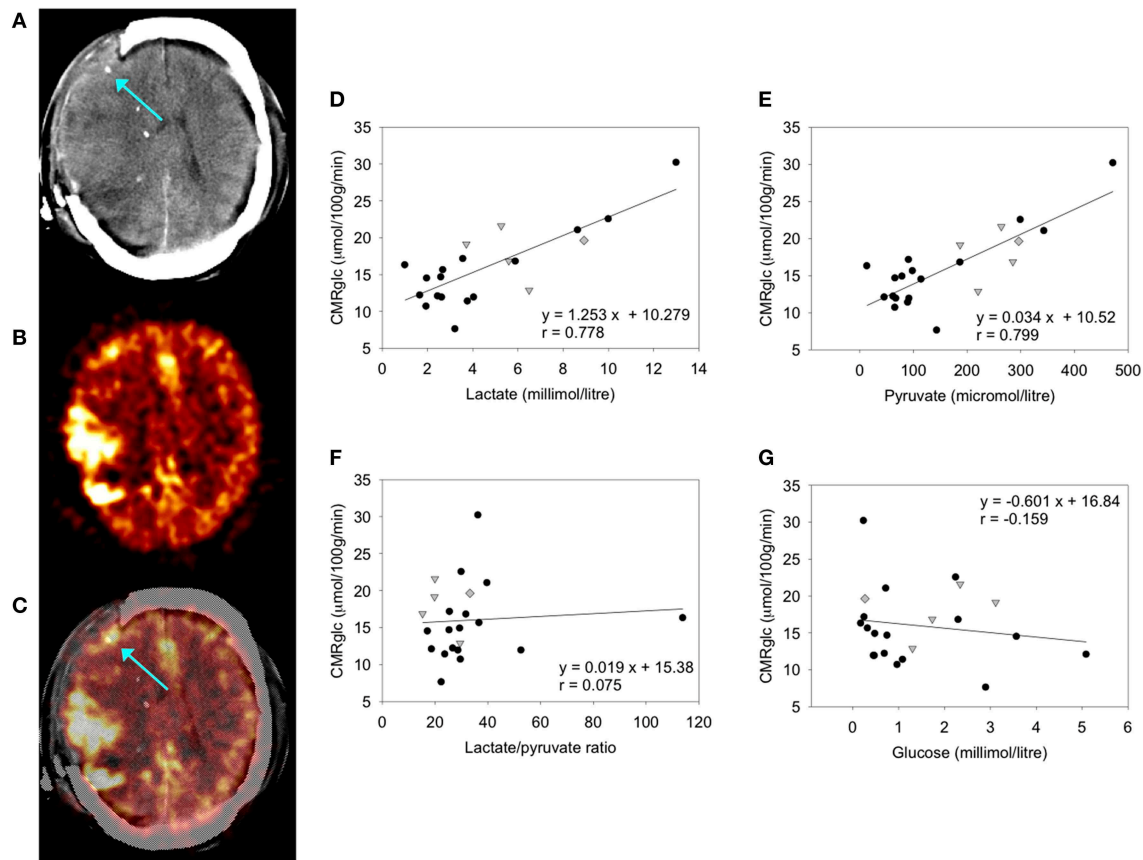 A
B
C
D
CMRglc (μmol/100g/min)
35
30
25
20
15
10
5
y = 1.253 x + 10.279
r = 0.778
0 2 4 6 8 10 12 14
Lactate (millimol/litre)
E
CMRglc (μmol/100g/min)
35
30
25
20
15
10
5
y = 0.034 x + 10.52
r = 0.799
0 100 200 300 400 500
Pyruvate (micromol/litre)
F
CMRglc (μmol/100g/min)
35
30
25
20
15
10
5
y = 0.019 x + 15.38
r = 0.075
0 20 40 60 80 100 120
Lactate/pyruvate ratio
G
CMRglc (μmol/100g/min)
35
30
25
20
15
10
5
y = -0.601 x + 16.84
r = -0.159
0 1 2 3 4 5 6
Glucose (millimol/litre)